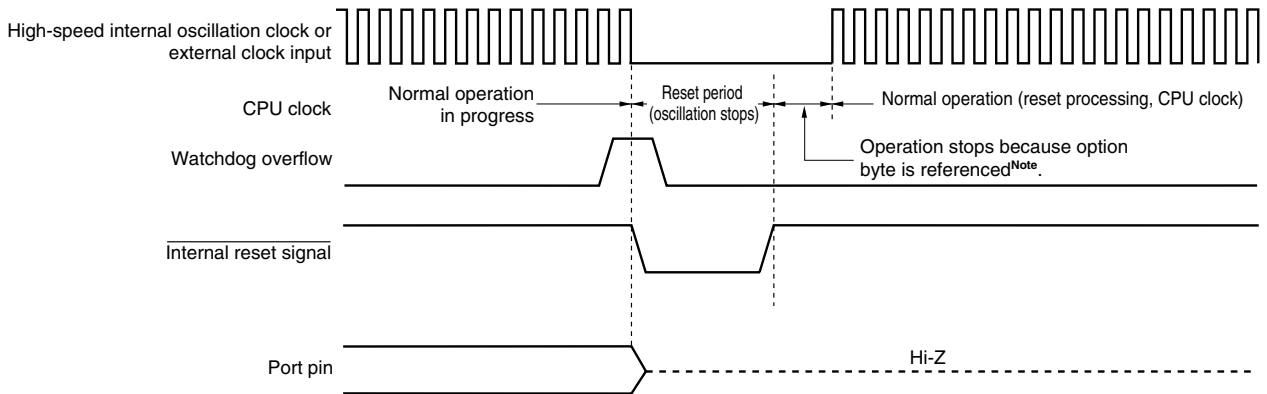 High-speed internal oscillation clock or
external clock input
CPU clock
Normal operation
in progress
Reset period
(oscillation stops)
Normal operation (reset processing, CPU clock)
Operation stops because option
byte is referencedNote.
Watchdog overflow
Internal reset signal
Port pin
Hi-Z